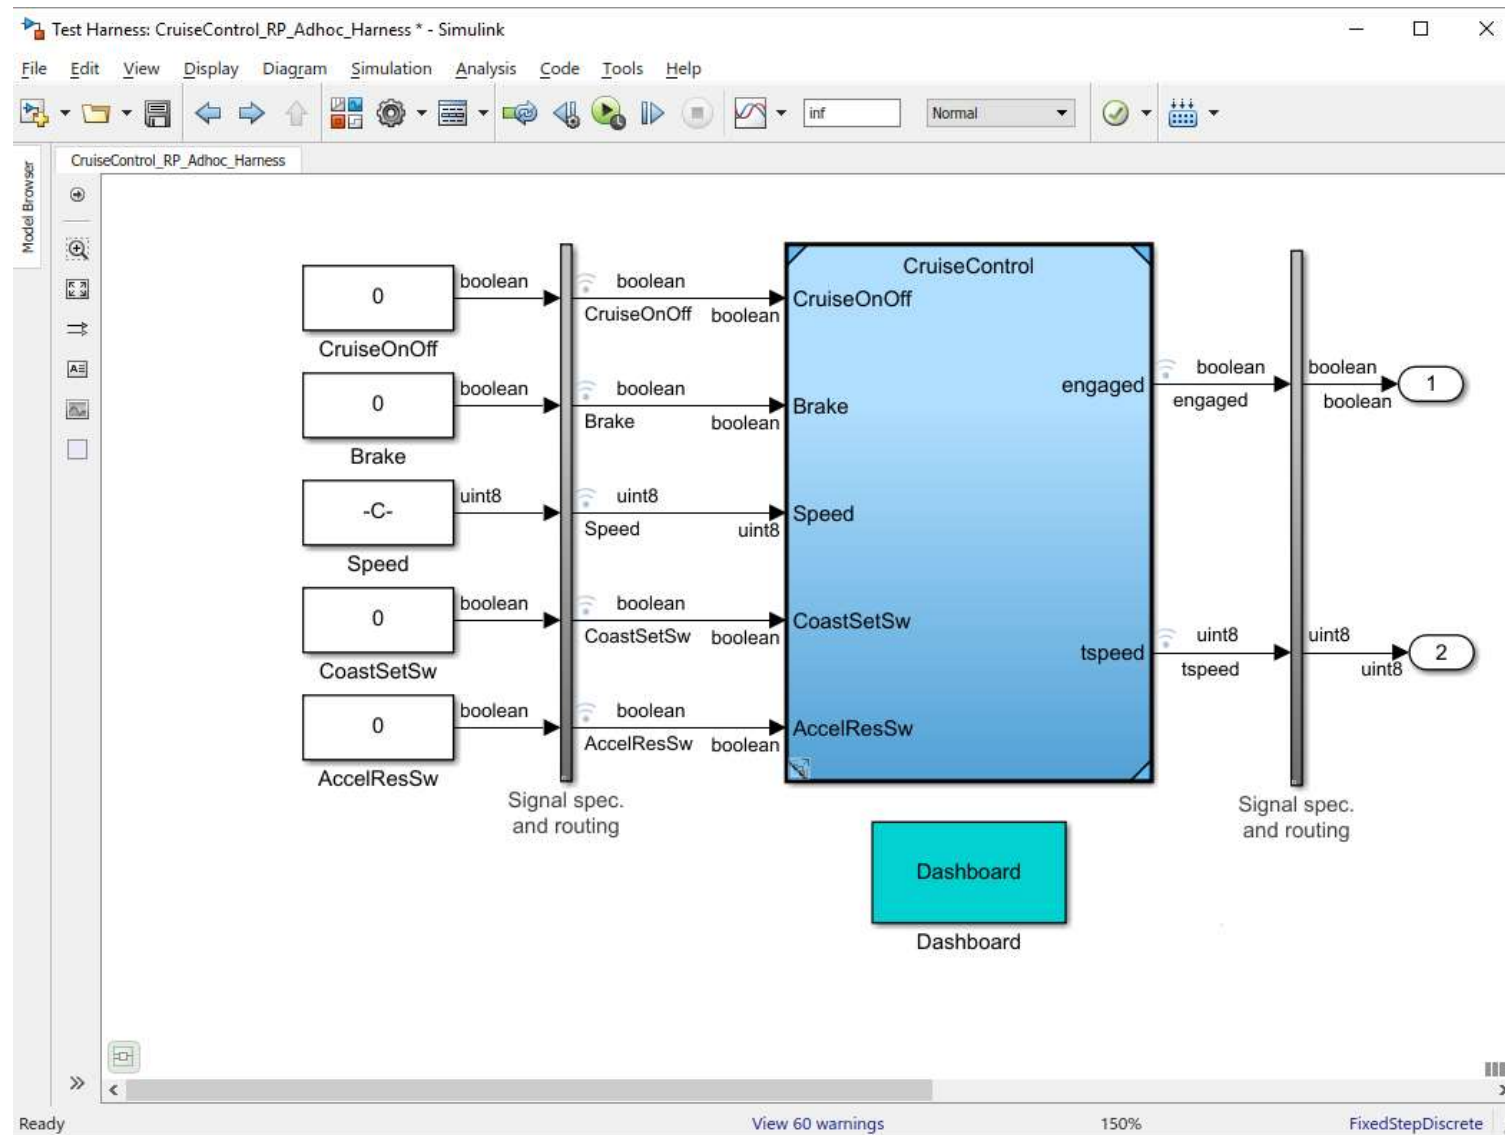 Test Harness: CruiseControl_RP_Adhoc_Harness * - Simulink
File Edit View Display Diagram Simulation Analysis Code Tools Help
inf
Normal
Model Browser
CruiseControl_RP_Adhoc_Harness
0
CruiseOnOff
boolean
boolean
CruiseOnOff
boolean
0
Brake
boolean
boolean
Brake
boolean
-C-
Speed
uint8
uint8
Speed
uint8
0
CoastSetSw
boolean
boolean
CoastSetSw
boolean
0
AccelResSw
boolean
boolean
AccelResSw
boolean
Signal spec.
and routing
CruiseControl
CruiseOnOff
Brake
Speed
CoastSetSw
AccelResSw
engaged
tspeed
boolean
engaged
boolean
boolean
1
uint8
tspeed
uint8
uint8
2
Signal spec.
and routing
Dashboard
Dashboard
Ready
View 60 warnings
150%
FixedStepDiscrete